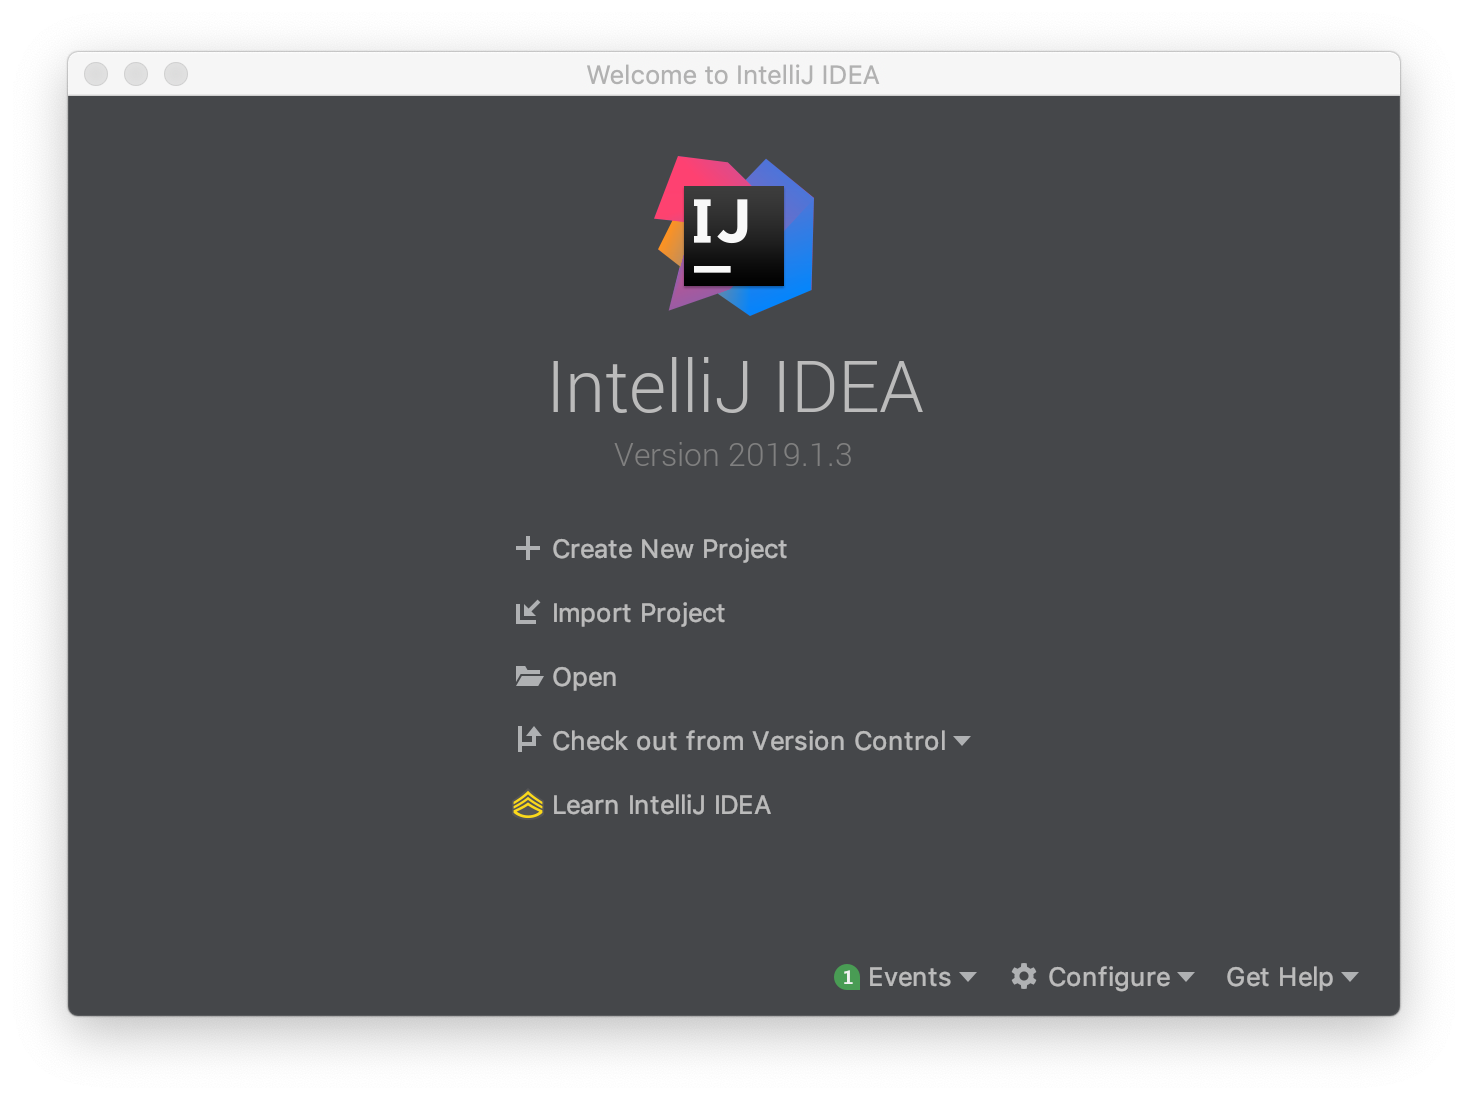 Welcome to IntelliJ IDEA
IJ
IntelliJ IDEA
Version 2019.1.3
Create New Project
Import Project
Open
Check out from Version Control
Learn IntelliJ IDEA
1 Events Configure Get Help